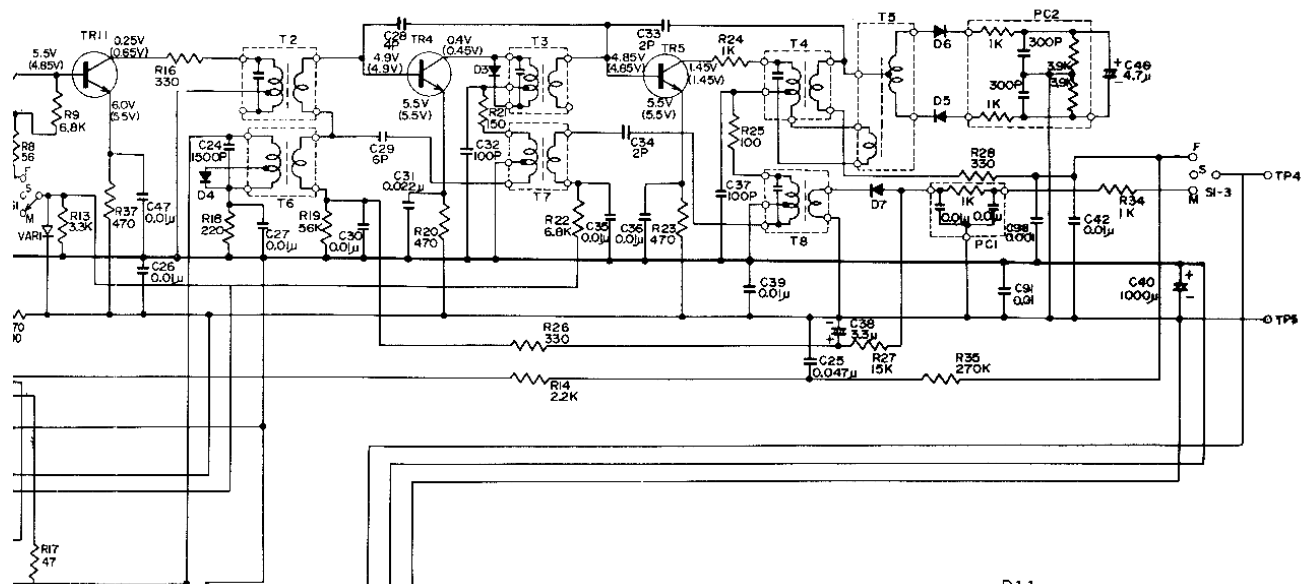 TR11
0.25V
(0.65V)
5.5V
(4.85V)
R16
330
R9
6.8K
6.0V
(5.5V)
R8
56
F
S
C
M
R13
3.3K
VAR1
R37
470
C47
0.01μ
C26
0.01μ
T2
C24
1500P
D4
T6
R18
220
C27
0.01μ
R19
56K
C30
0.01μ
C28
4P
4.9V
(4.9V)
TR4
0.4V
(0.45V)
5.5V
(5.5V)
C29
6P
C31
0.022μ
R20
470
D3
T3
R21
150
C32
100P
T7
R22
6.8K
C35
0.01μ
C33
2P
4.85V
(4.85V)
TR5
1.45V
(1.45V)
5.5V
(5.5V)
C34
2P
C36
0.01μ
R23
470
R24
1K
T4
R25
100
C37
100P
T8
C39
0.01μ
T5
D6
D5
PC2
1K
300P
3.9K
300P
3.9K
1K
4.7μ
D7
R28
330
1K
0.01μ
0.01μ
PC1
C98
0.001
C42
0.01μ
R34
1K
F
S
M
S1-3
TP4
C91
0.01
C40
1000μ
TP5
R26
330
C38
3.3μ
C25
0.047μ
R27
15K
R35
270K
R14
2.2K
R17
47